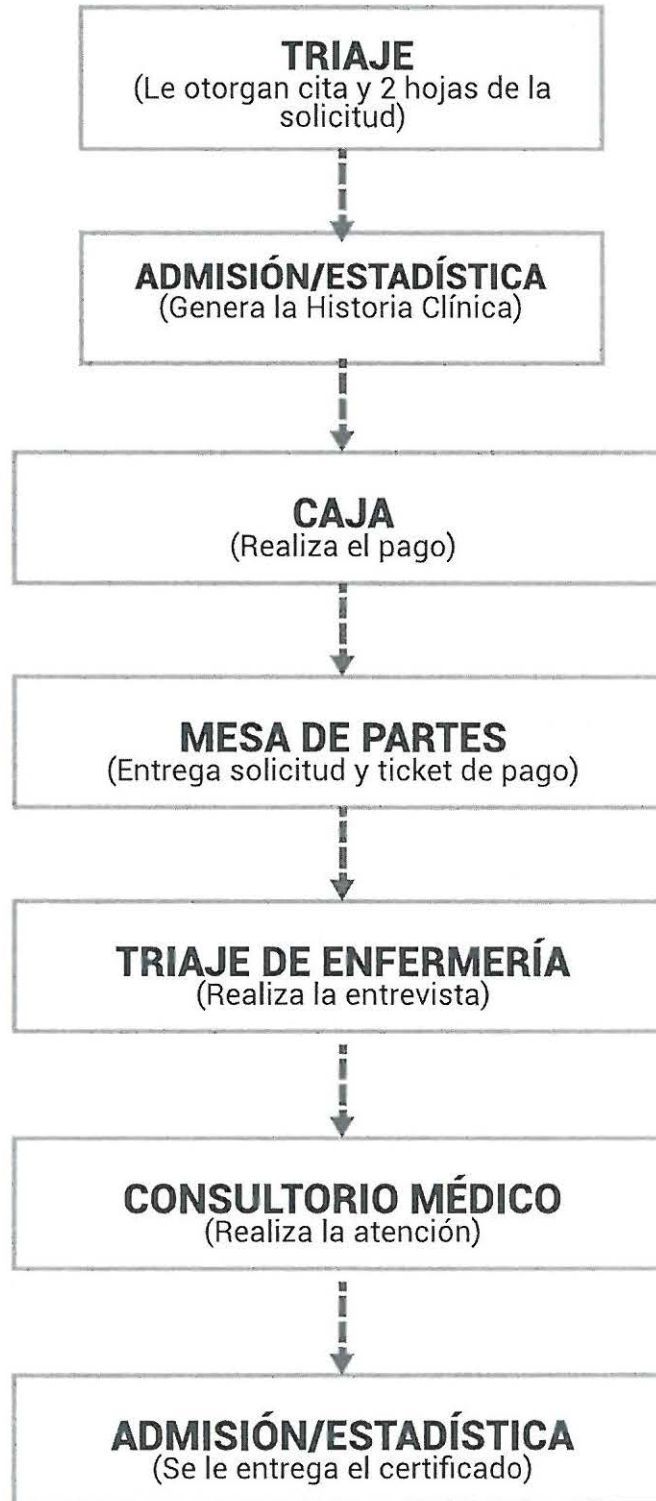 TRIAJE
(Le otorgan cita y 2 hojas de la
solicitud)
ADMISIÓN/ESTADÍSTICA
(Genera la Historia Clínica)
CAJA
(Realiza el pago)
MESA DE PARTES
(Entrega solicitud y ticket de pago)
TRIAJE DE ENFERMERÍA
(Realiza la entrevista)
CONSULTORIO MÉDICO
(Realiza la atención)
ADMISIÓN/ESTADÍSTICA
(Se le entrega el certificado)